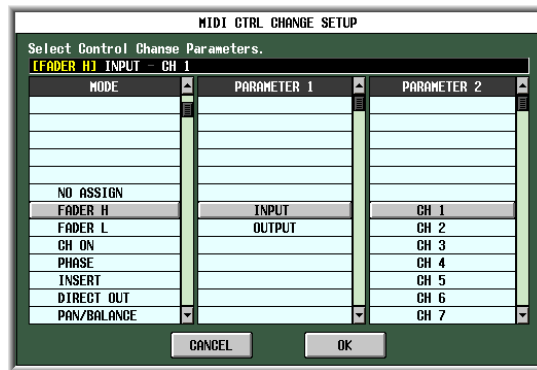 MIDI CTRL CHANGE SETUP
Select Control Change Parameters.
[FADER H] INPUT - CH 1
MODE PARAMETER 1 PARAMETER 2
NO ASSIGN
FADER H INPUT CH 1
FADER L OUTPUT CH 2
CH ON CH 3
PHASE CH 4
INSERT CH 5
DIRECT OUT CH 6
PAN/BALANCE CH 7
CANCEL OK